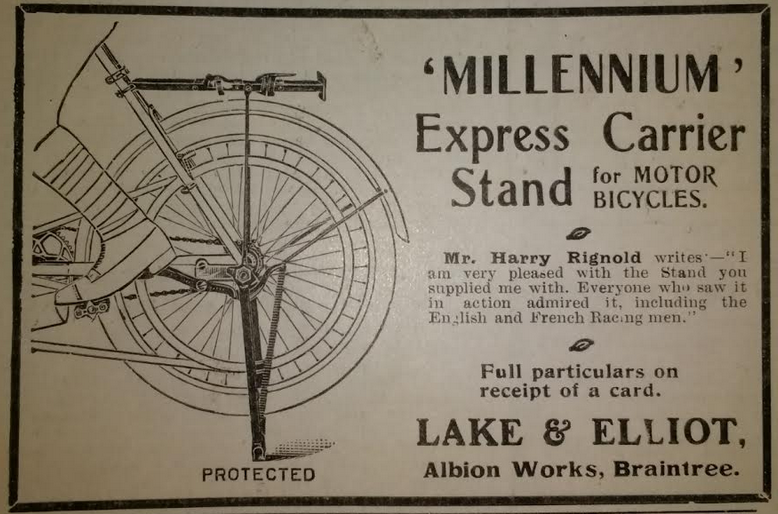 'MILLENNIUM'
Express Carrier
Stand for MOTOR
BICYCLES.
Mr. Harry Rignold writes:—"I
am very pleased with the Stand you
supplied me with. Everyone who saw it
in action admired it, including the
English and French Racing men."
Full particulars on
receipt of a card.
LAKE & ELLIOT,
Albion Works, Braintree.
PROTECTED